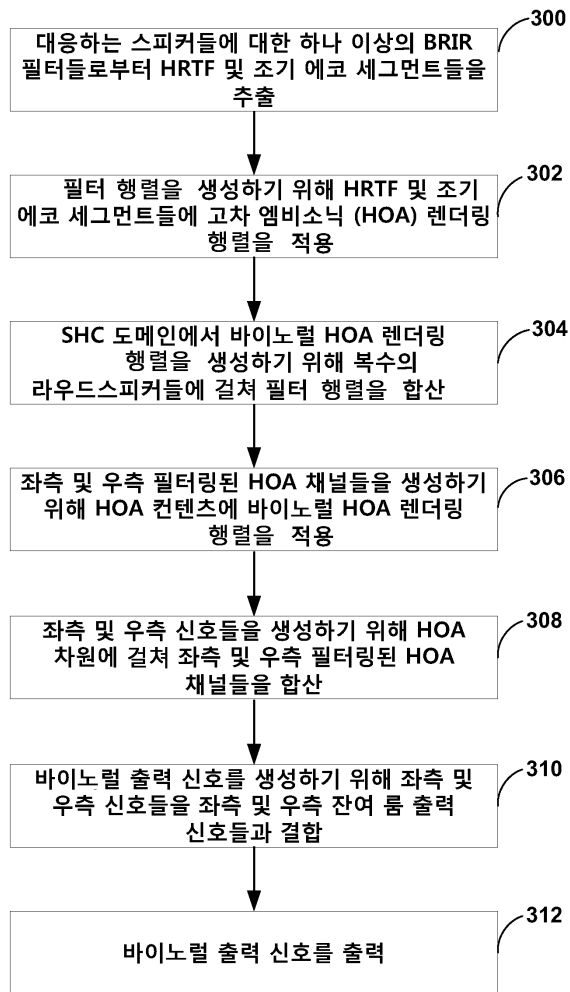 300
대응하는 스피커들에 대한 하나 이상의 BRIR
필터들로부터 HRTF 및 조기 에코 세그먼트들을
추출
302
필터 행렬을 생성하기 위해 HRTF 및 조기
에코 세그먼트들에 고차 엠비소닉 (HOA) 렌더링
행렬을 적용
304
SHC 도메인에서 바이노럴 HOA 렌더링
행렬을 생성하기 위해 복수의
라우드스피커들에 걸쳐 필터 행렬을 합산
306
좌측 및 우측 필터링된 HOA 채널들을 생성하기
위해 HOA 컨텐츠에 바이노럴 HOA 렌더링
행렬을 적용
308
좌측 및 우측 신호들을 생성하기 위해 HOA
차원에 걸쳐 좌측 및 우측 필터링된 HOA
채널들을 합산
310
바이노럴 출력 신호를 생성하기 위해 좌측 및
우측 신호들을 좌측 및 우측 잔여 룸 출력
신호들과 결합
312
바이노럴 출력 신호를 출력